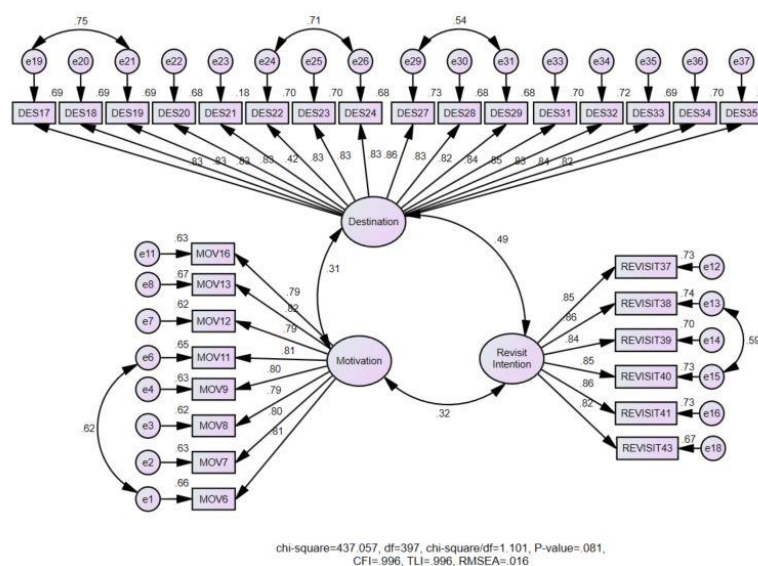 .75 .71 .54
e19 e20 e21 e22 e23 e24 e25 e26 e29 e30 e31 e33 e34 e35 e36 e37
.69 .69 .69 .68 .18 .70 .70 .68 .73 .68 .68 .70 .72 .69 .70
DES17 DES18 DES19 DES20 DES21 DES22 DES23 DES24 DES27 DES28 DES29 DES31 DES32 DES33 DES34 DES35
.83 .83 .83 .83 .42 .83 .83 .83 .86 .83 .82 .84 .85 .83 .84 .82
Destination
.31
.49
e11 .63 MOV16 .79
e8 .67 MOV13 .82
e7 .62 MOV12 .79
e6 .65 MOV11 .81
e4 .63 MOV9 .80
e3 .62 MOV8 .79
e2 .63 MOV7 .80
e1 .66 MOV6 .81
.62
Motivation
.32
Revisit
Intention
.85 REVISIT37 .73 e12
.86 REVISIT38 .74 e13
.84 REVISIT39 .70 e14
.85 REVISIT40 .73 e15
.86 REVISIT41 .73 e16
.82 REVISIT43 .67 e18
.59
chi-square=437.057, df=397, chi-square/df=1.101, P-value=.081,
CFI=.996, TLI=.996, RMSEA=.016